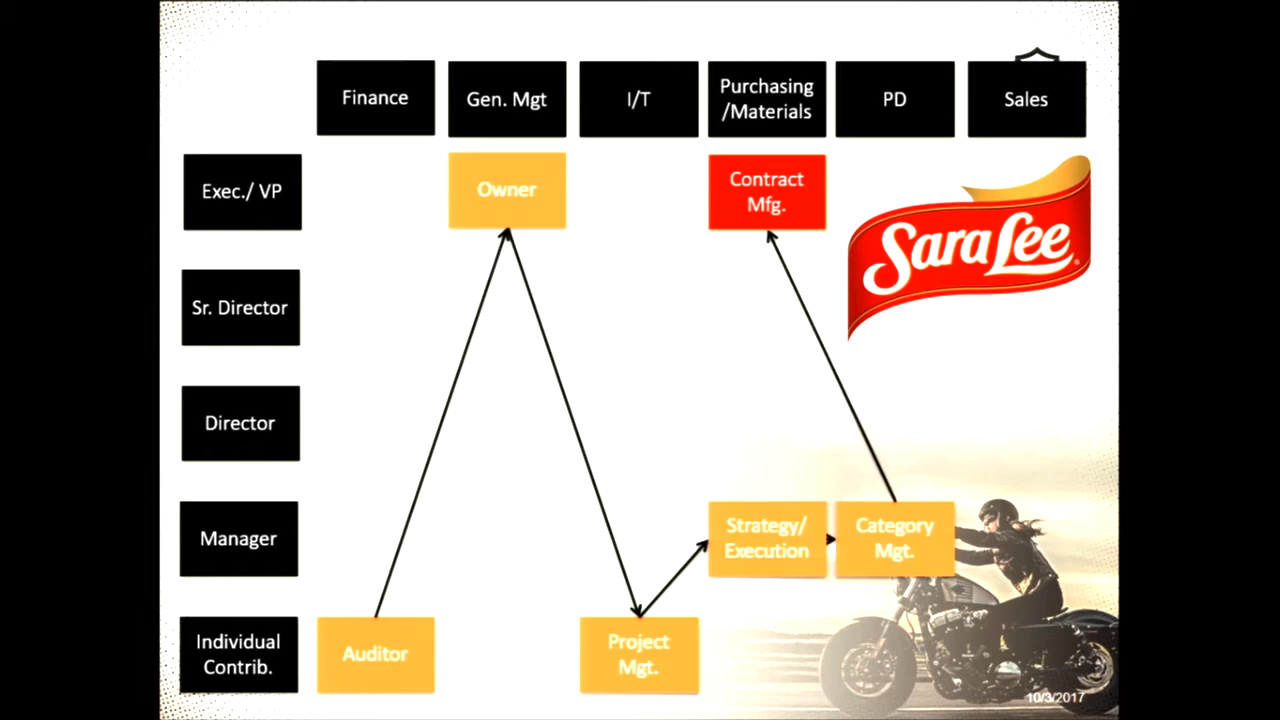 Finance
Gen. Mgt
I/T
Purchasing
/Materials
PD
Sales
Exec./ VP
Owner
Contract
Mfg.
Sara Lee
Sr. Director
Director
Manager
Strategy/
Execution
Category
Mgt.
Individual
Contrib.
Auditor
Project
Mgt.
10/3/2017